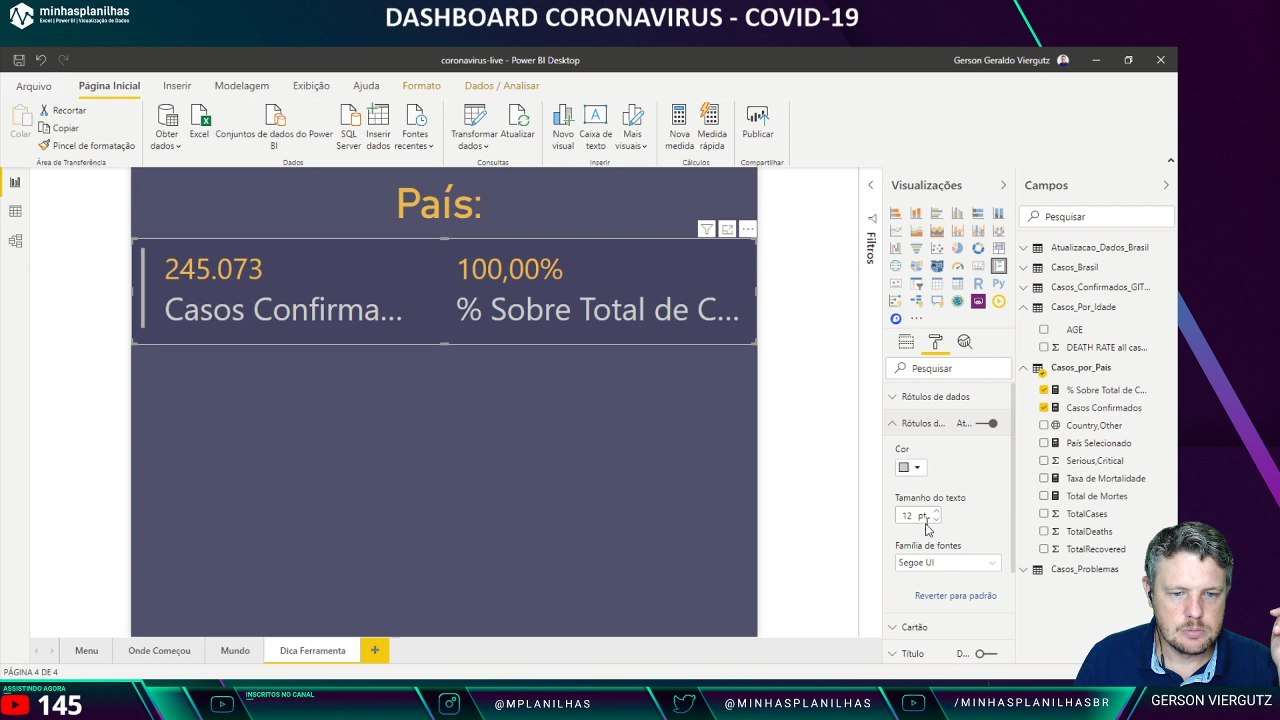 minhasplanilhas
Excel | Power BI | Visualização de Dados
DASHBOARD CORONAVIRUS - COVID-19
coronavirus-live - Power BI Desktop
Gerson Geraldo Viergutz
Arquivo
Página Inicial
Inserir
Modelagem
Exibição
Ajuda
Formato
Dados / Analisar
Colar
Recortar
Copiar
Pincel de formatação
Área de Transferência
Obter dados
Excel
Conjuntos de dados do Power BI
SQL Server
Inserir dados
Fontes recentes
Dados
Transformar dados
Atualizar
Consultas
Novo visual
Caixa de texto
Mais visuais
Inserir
Nova medida
Medida rápida
Cálculos
Publicar
Compartilhar
País:
245.073
100,00%
Casos Confirma...
% Sobre Total de C...
Filtros
Visualizações
R
Py
Pesquisar
Rótulos de dados
Rótulos d...
At...
Cor
Tamanho do texto
12 pt
Família de fontes
Segoe UI
Reverter para padrão
Cartão
Título
D...
Campos
Pesquisar
Atualizacao_Dados_Brasil
Casos_Brasil
Casos_Confirmados_GIT...
Casos_Por_Idade
AGE
DEATH RATE all cas...
Casos_por_Pais
% Sobre Total de C...
Casos Confirmados
Country,Other
País Selecionado
Serious,Critical
Taxa de Mortalidade
Total de Mortes
TotalCases
TotalDeaths
TotalRecovered
Casos_Problemas
Menu
Onde Começou
Mundo
Dica Ferramenta
+
PÁGINA 4 DE 4
ASSISTINDO AGORA
145
INSCRITOS NO CANAL
@MPLANILHAS
@MINHASPLANILHAS
/MINHASPLANILHASBR
GERSON VIERGUTZ